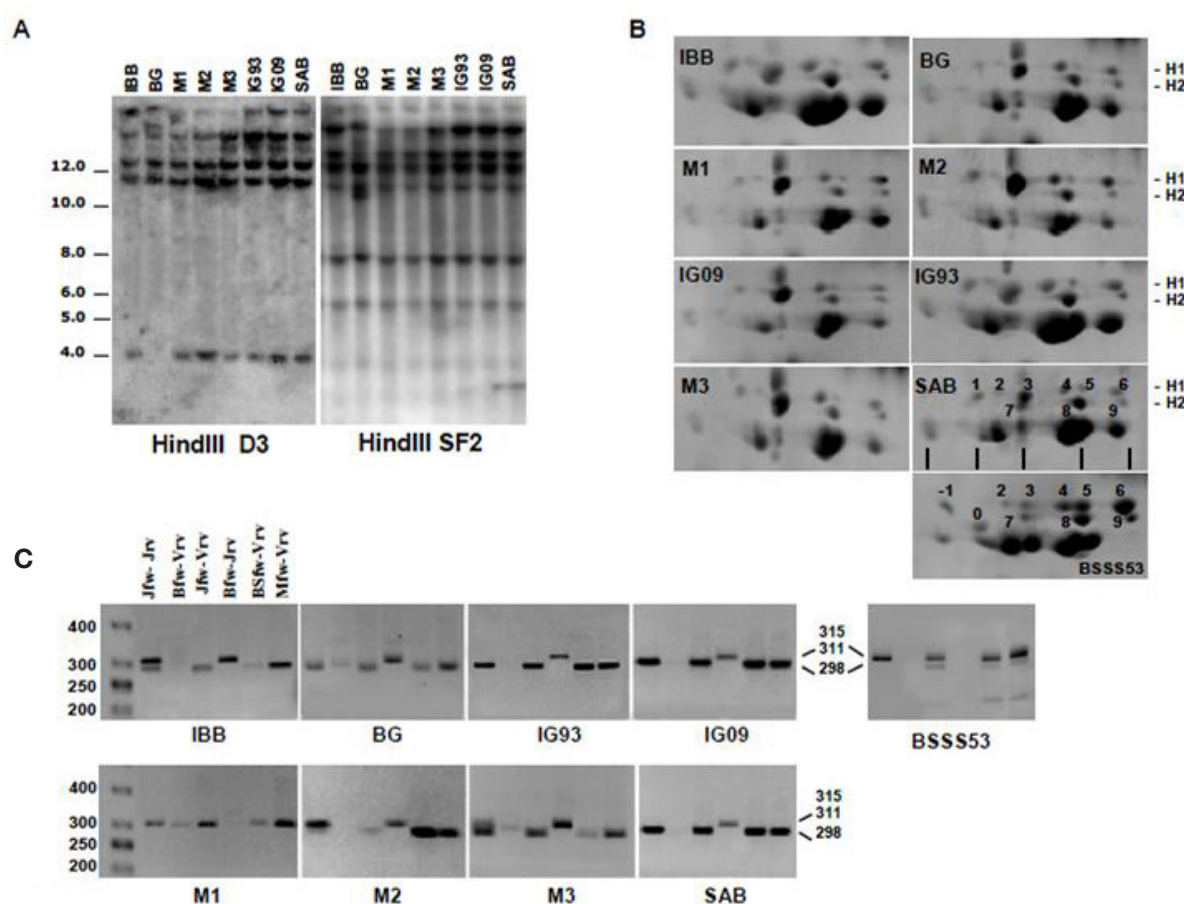 A
IBB BG M1 M2 M3 IG93 IG09 SAB
IBB BG M1 M2 M3 IG93 IG09 SAB
12.0
10.0
8.0
6.0
5.0
4.0
HindIII D3
HindIII SF2
B
IBB
BG
- H1
- H2
M1
M2
- H1
- H2
IG09
IG93
- H1
- H2
M3
SAB
1 2 3 4 5 6
7 8 9
- H1
- H2
-1 2 3 4 5 6
0 7 8 9
BSSS53
C
Jfw- Jrv
Bfw-Vrv
Jfw-Vrv
Bfw-Jrv
BSfw-Vrv
Mfw-Vrv
400
300
250
200
IBB
BG
IG93
IG09
315
311
298
BSSS53
400
300
250
200
M1
M2
M3
SAB
315
311
298